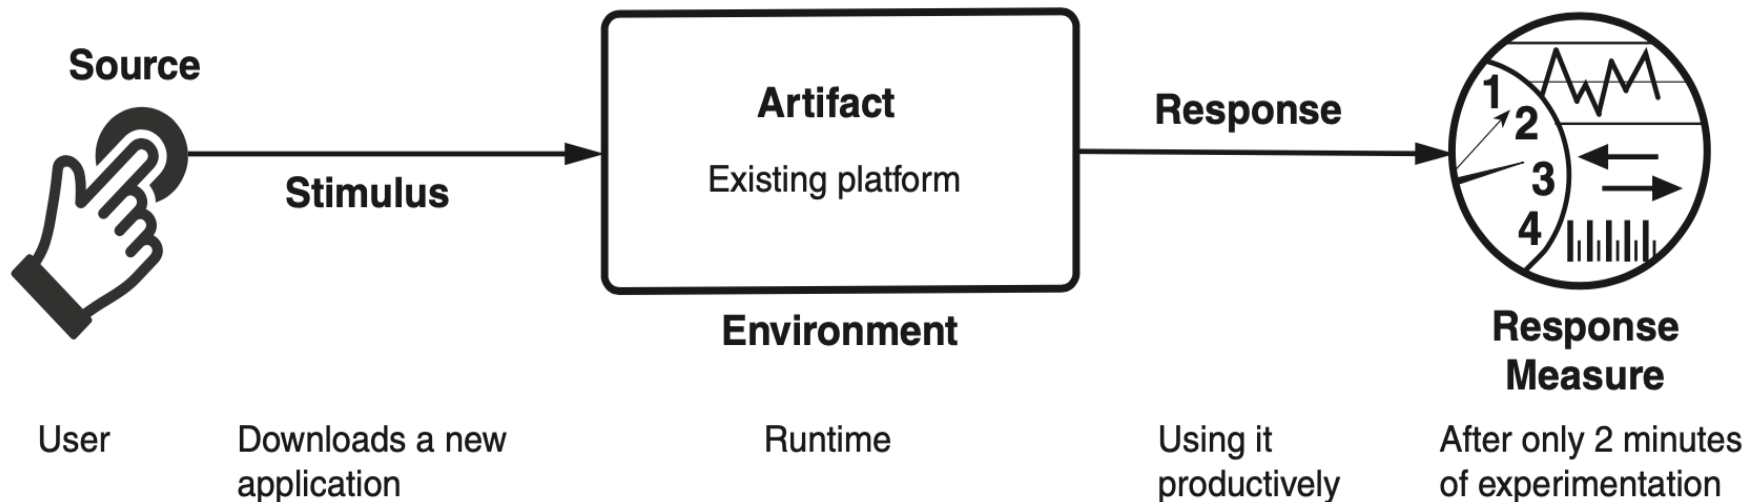 Source
Stimulus
Artifact
Existing platform
Environment
Response
1
2
3
4
Response
Measure
User
Downloads a new
application
Runtime
Using it
productively
After only 2 minutes
of experimentation